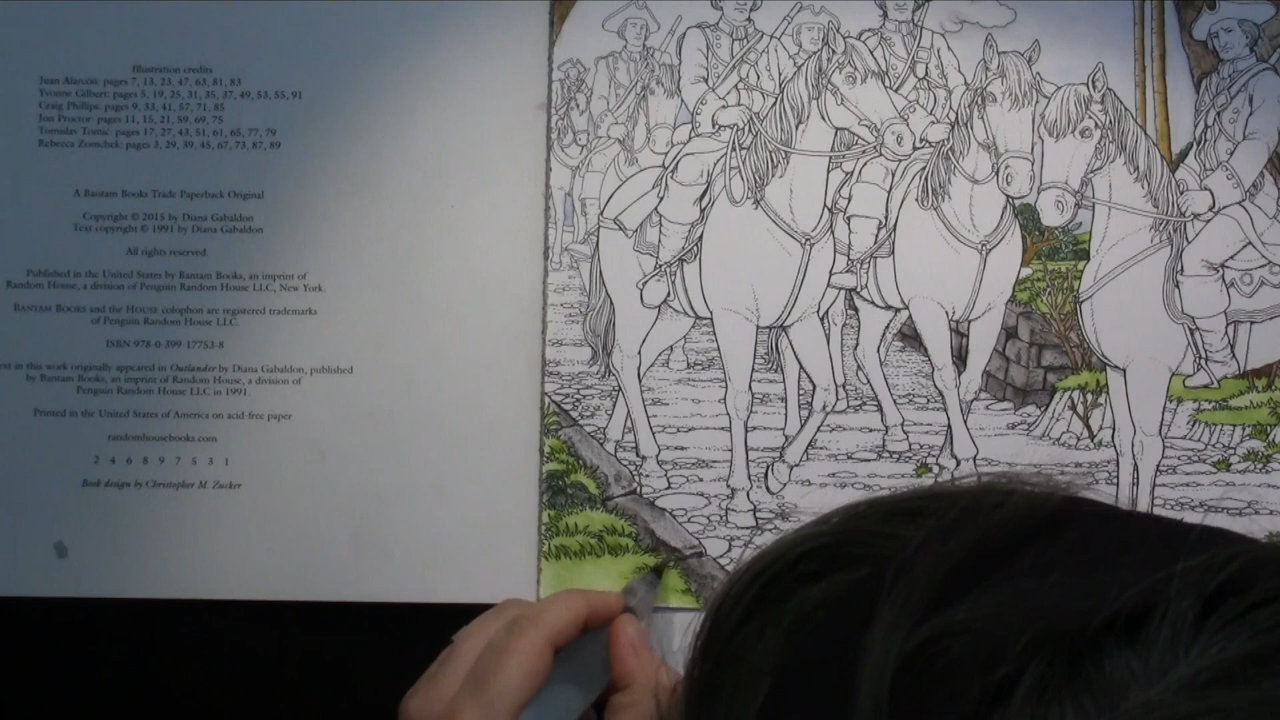 Illustration credits
Juan Alarcón: pages 7, 13, 23, 47, 63, 81, 83
Yvonne Gilbert: pages 5, 19, 25, 31, 35, 37, 49, 53, 55, 91
Craig Phillips: pages 9, 33, 41, 57, 71, 85
Jon Proctor: pages 11, 15, 21, 59, 69, 75
Tomislav Tomic: pages 17, 27, 43, 51, 61, 65, 77, 79
Rebecca Zomchek: pages 3, 29, 39, 45, 67, 73, 87, 89
A Bantam Books Trade Paperback Original
Copyright © 2015 by Diana Gabaldon
Text copyright © 1991 by Diana Gabaldon
All rights reserved.
Published in the United States by Bantam Books, an imprint of
Random House, a division of Penguin Random House LLC, New York.
BANTAM BOOKS and the HOUSE colophon are registered trademarks
of Penguin Random House LLC.
ISBN 978-0-399-17753-8
in this work originally appeared in Outlander by Diana Gabaldon, published
by Bantam Books, an imprint of Random House, a division of
Penguin Random House LLC in 1991.
Printed in the United States of America on acid-free paper
randomhousebooks.com
2 4 6 8 9 7 5 3 1
Book design by Christopher M. Zucker